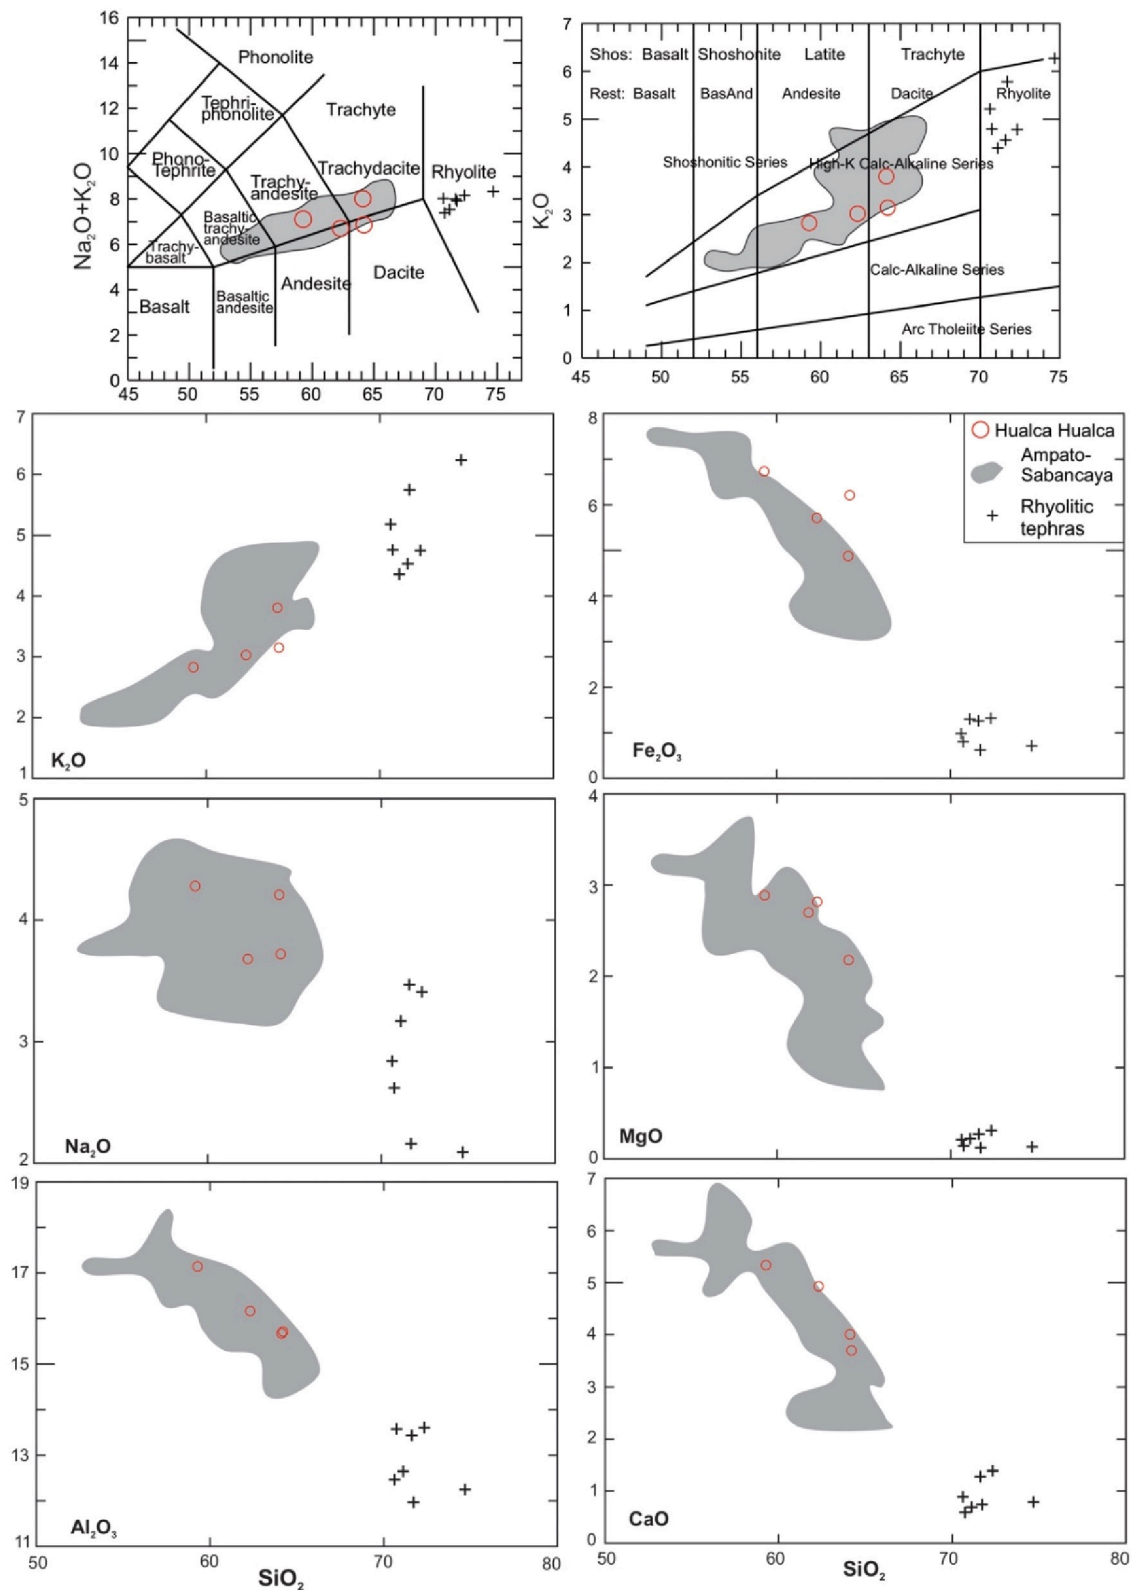 16
14
12
10
8
6
4
2
0
Na₂O+K₂O
Phonolite
Tephri-
phonolite
Trachyte
Phono-
Tephrite
Trachydacite
Trachy-
andesite
Rhyolite
Basaltic
trachy-
andesite
Trachy-
basalt
Basalt
Basaltic
andesite
Andesite
Dacite
45 50 55 60 65 70 75
7
6
5
4
3
2
1
0
K₂O
Shos: Basalt Shoshonite Latite Trachyte
Rest: Basalt BasAnd Andesite Dacite Rhyolite
Shoshonitic Series High-K Calc-Alkaline Series
Calc-Alkaline Series
Arc Tholeiite Series
45 50 55 60 65 70 75
7
6
5
4
3
2
1
K₂O
8
6
4
2
0
Fe₂O₃
Hualca Hualca
Ampato-
Sabancaya
Rhyolitic
tephras
5
4
3
2
Na₂O
4
3
2
1
0
MgO
19
17
15
13
11
Al₂O₃
50 60 70 80
SiO₂
7
6
5
4
3
2
1
0
CaO
50 60 70 80
SiO₂